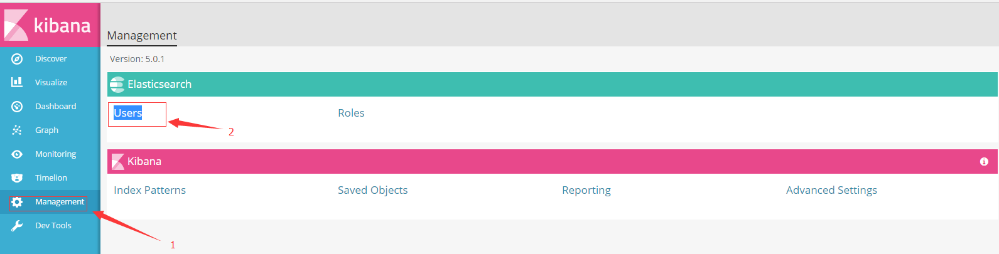 kibana
Management
Discover
Version: 5.0.1
Visualize
Elasticsearch
Dashboard
Users
Roles
Graph
2
Monitoring
Kibana
Timelion
Index Patterns
Saved Objects
Reporting
Advanced Settings
Management
Dev Tools
1